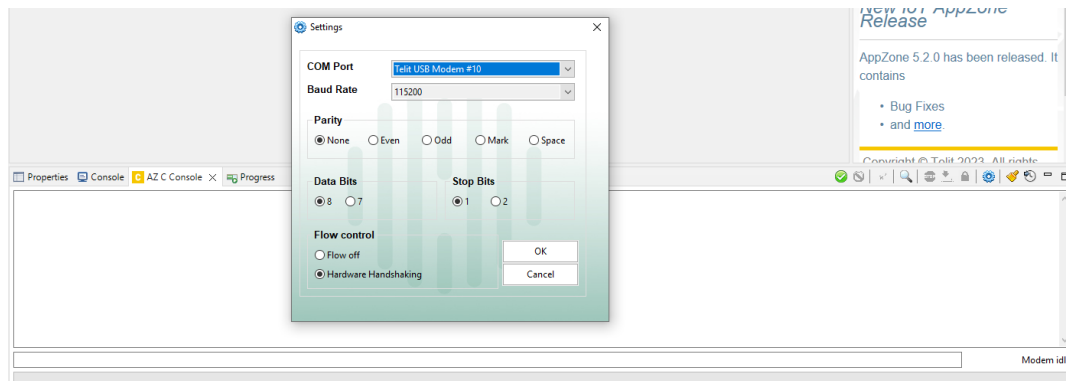 New IoT AppZone
Release
AppZone 5.2.0 has been released. It
contains
• Bug Fixes
• and more.
Copyright © Telit 2023. All rights
Settings
COM Port
Telit USB Modem #10
Baud Rate
115200
Parity
None Even Odd Mark Space
Data Bits
8 7
Stop Bits
1 2
Flow control
Flow off
Hardware Handshaking
OK
Cancel
Properties Console AZ C Console Progress
Modem idl